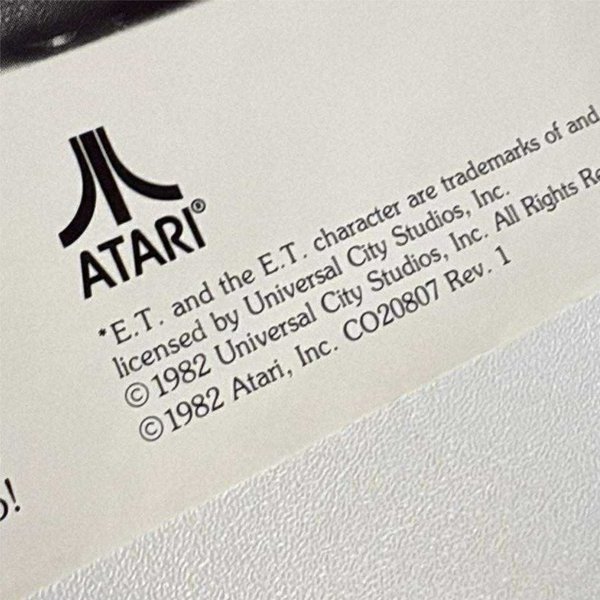 ATARI®
*E.T. and the E.T. character are trademarks of and
licensed by Universal City Studios, Inc.
©1982 Universal City Studios, Inc. All Rights
©1982 Atari, Inc. CO20807 Rev. 1